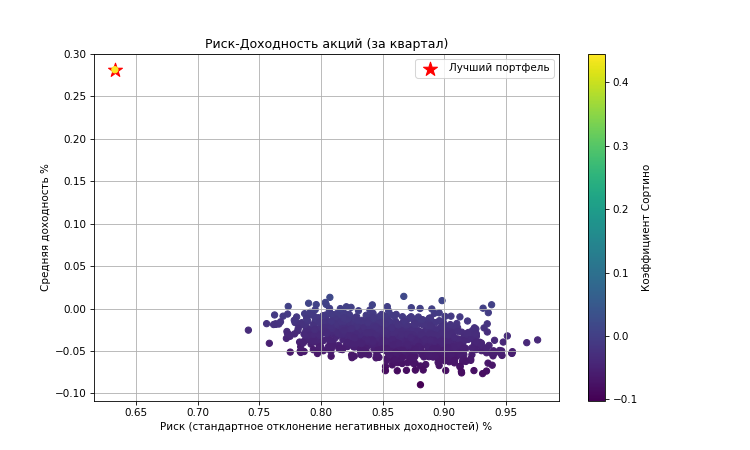 Риск-Доходность акций (за квартал)
Лучший портфель
Средняя доходность %
0.30
0.25
0.20
0.15
0.10
0.05
0.00
−0.05
−0.10
0.65 0.70 0.75 0.80 0.85 0.90 0.95
Риск (стандартное отклонение негативных доходностей) %
0.4
0.3
0.2
0.1
0.0
−0.1
Коэффициент Сортино